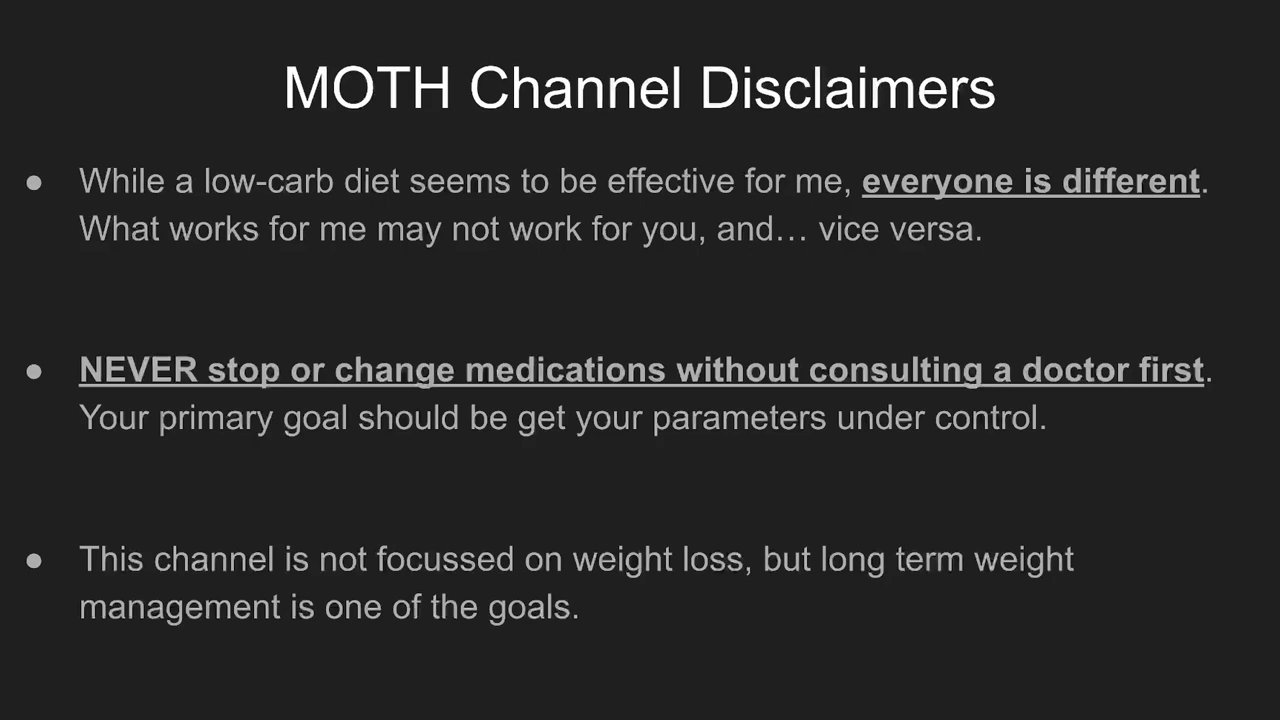 MOTH Channel Disclaimers
● While a low-carb diet seems to be effective for me, everyone is different.
What works for me may not work for you, and… vice versa.
● NEVER stop or change medications without consulting a doctor first.
Your primary goal should be get your parameters under control.
● This channel is not focussed on weight loss, but long term weight
management is one of the goals.